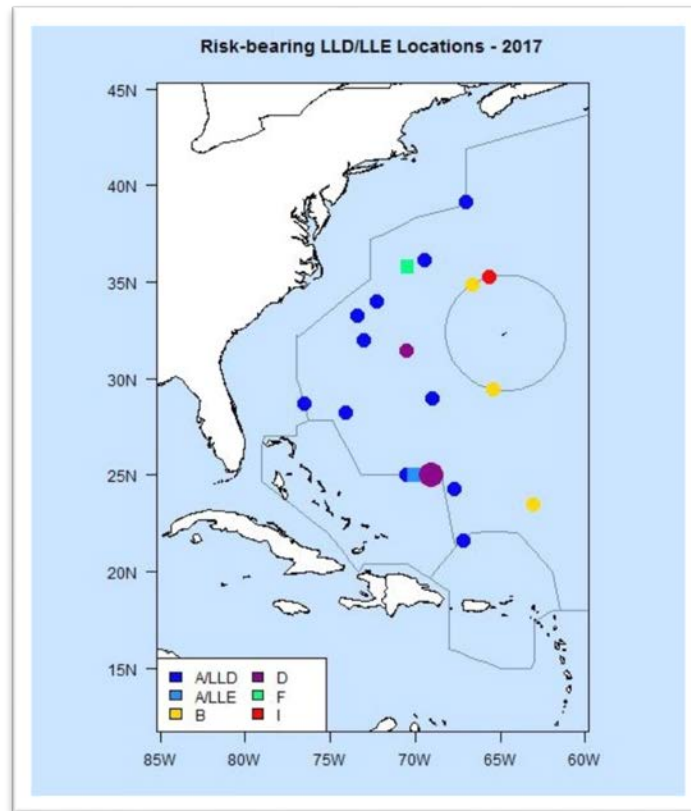 Risk-bearing LLD/LLE Locations - 2017
45N
40N
35N
30N
25N
20N
15N
A/LLD
D
A/LLE
F
B
I
85W 80W 75W 70W 65W 60W